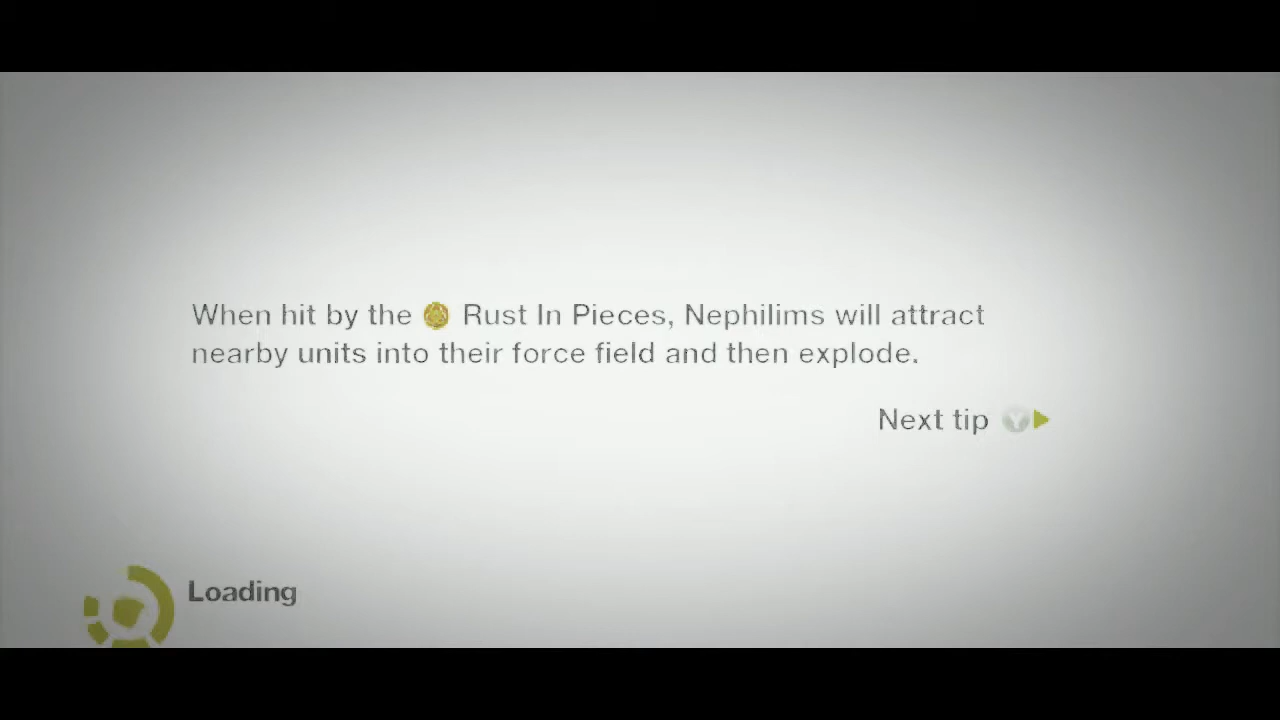 When hit by the Rust In Pieces, Nephilims will attract
nearby units into their force field and then explode.
Next tip Y
Loading